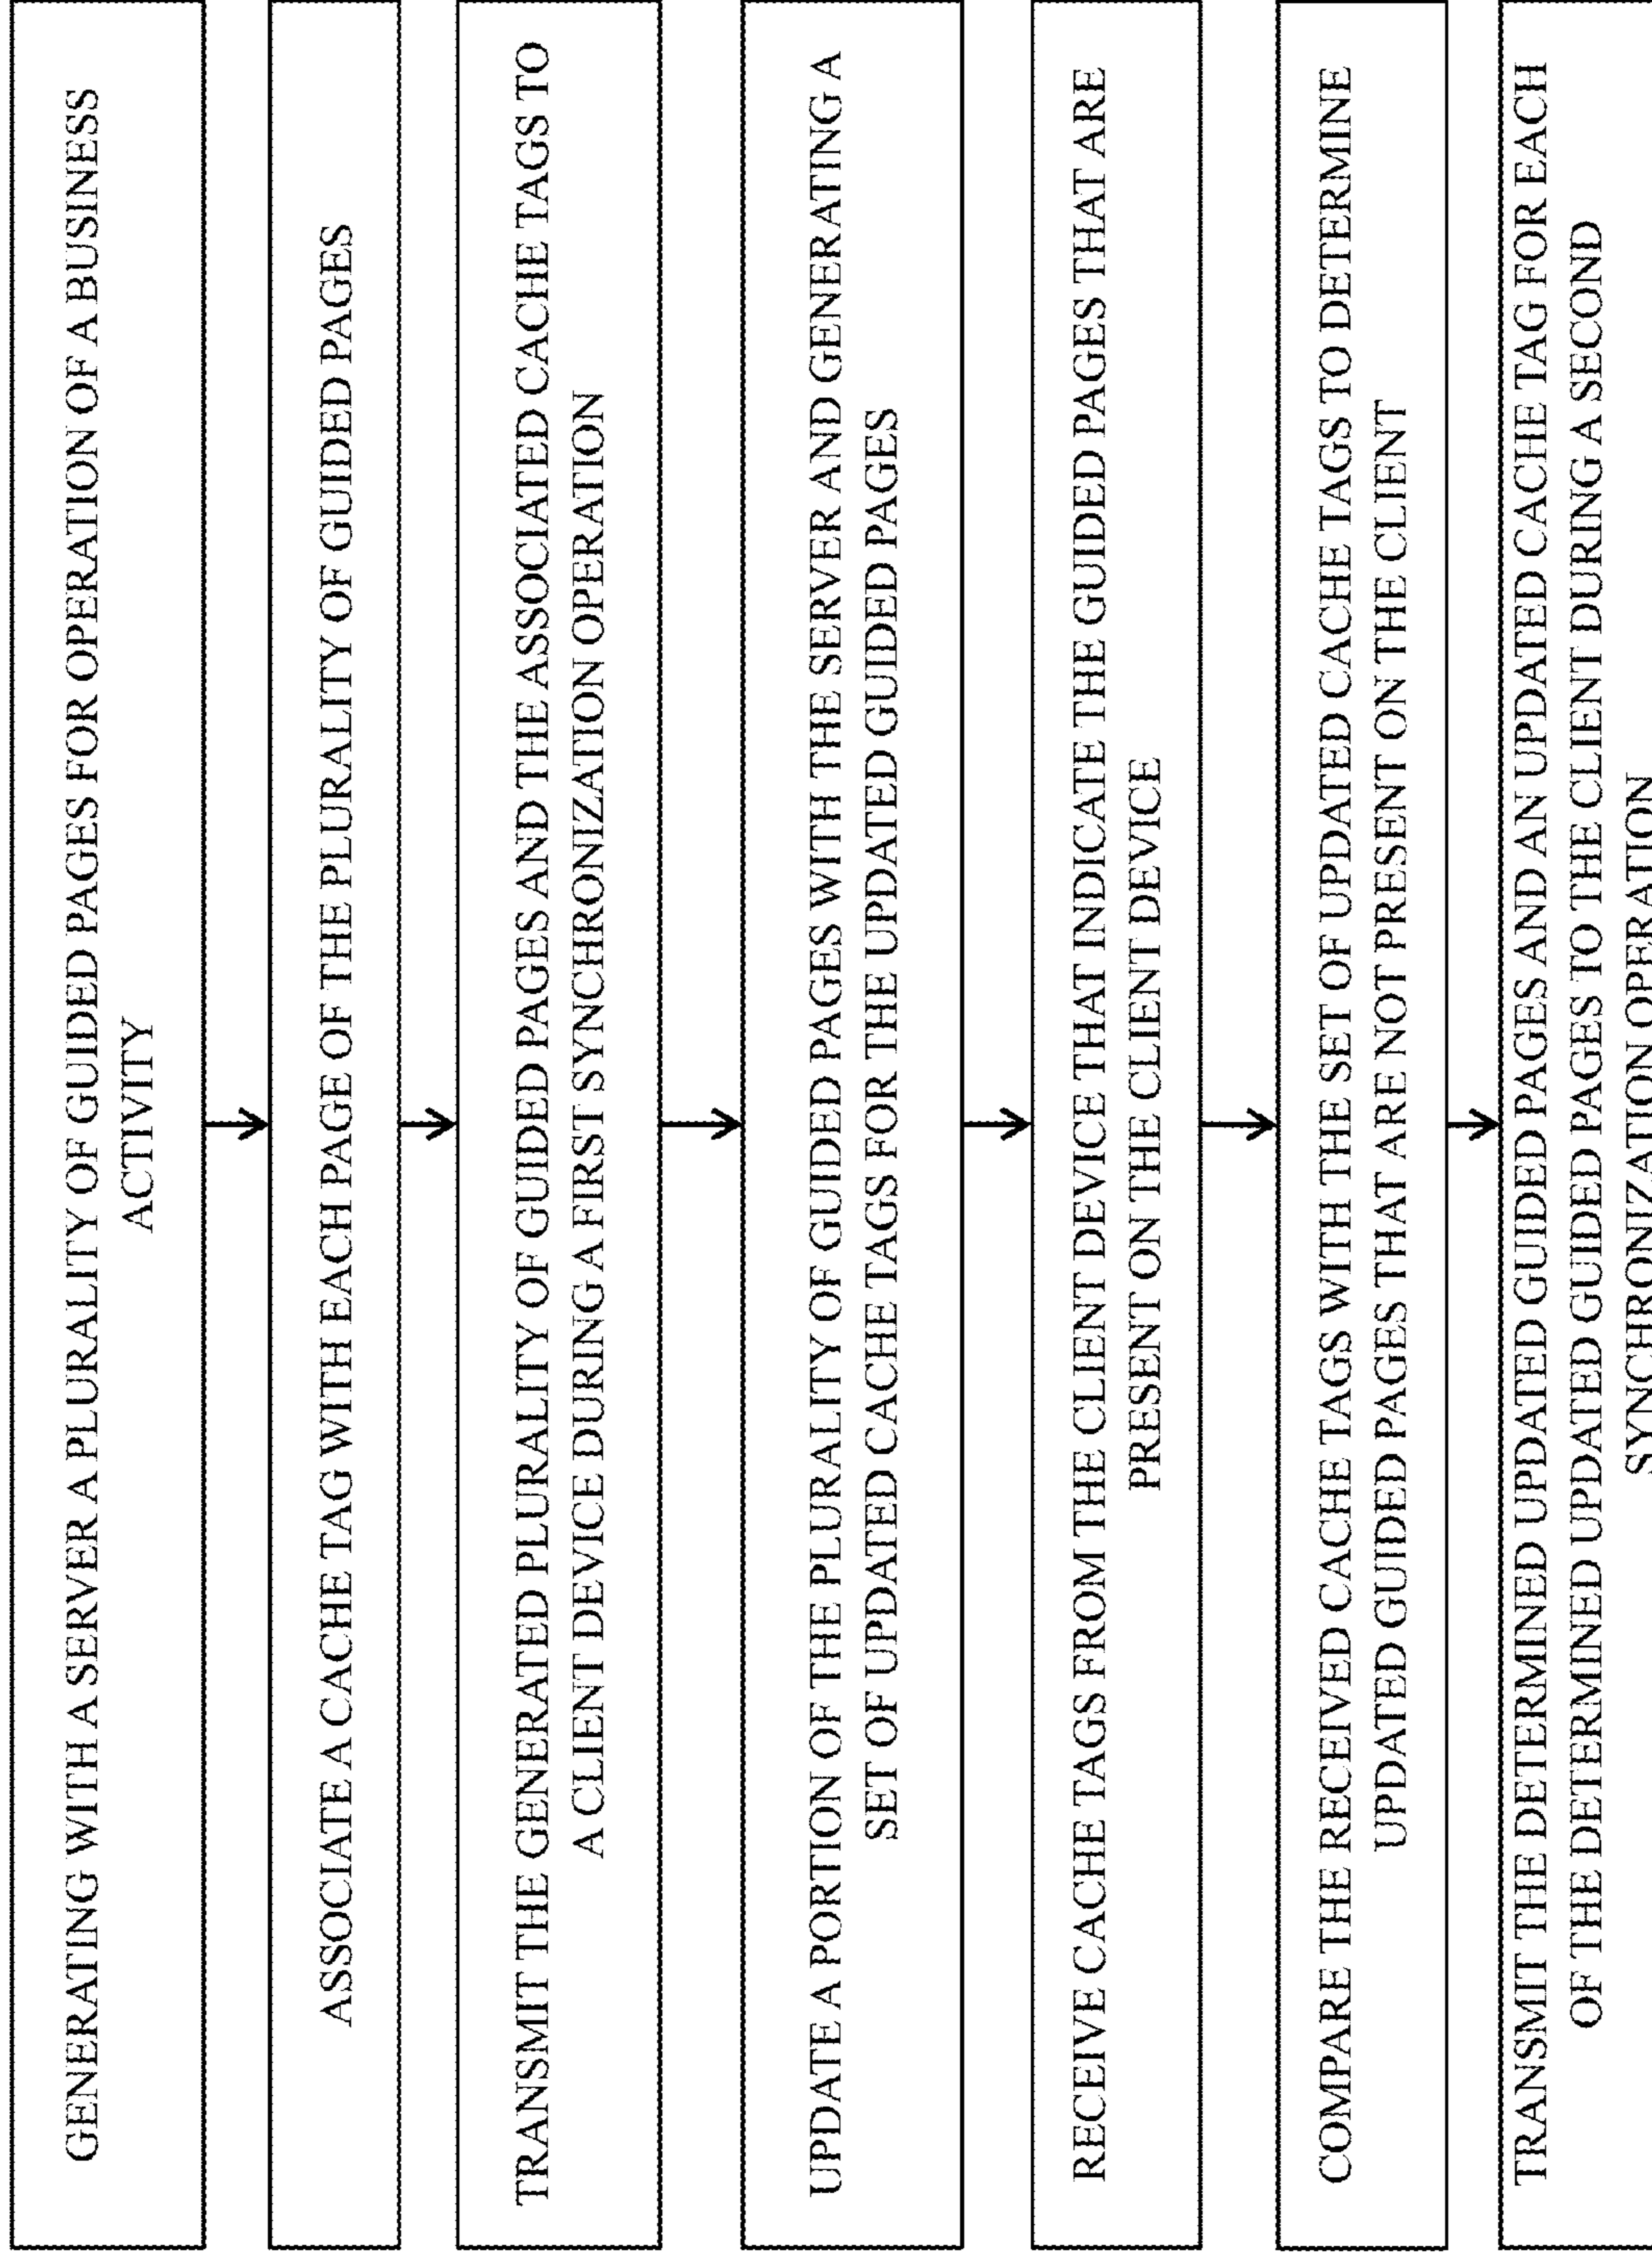 GENERATING WITH A SERVER A PLURALITY OF GUIDED PAGES FOR OPERATION OF A BUSINESS
ACTIVITY
ASSOCIATE A CACHE TAG WITH EACH PAGE OF THE PLURALITY OF GUIDED PAGES
TRANSMIT THE GENERATED PLURALITY OF GUIDED PAGES AND THE ASSOCIATED CACHE TAGS TO
A CLIENT DEVICE DURING A FIRST SYNCHRONIZATION OPERATION
UPDATE A PORTION OF THE PLURALITY OF GUIDED PAGES WITH THE SERVER AND GENERATING A
SET OF UPDATED CACHE TAGS FOR THE UPDATED GUIDED PAGES
RECEIVE CACHE TAGS FROM THE CLIENT DEVICE THAT INDICATE THE GUIDED PAGES THAT ARE
PRESENT ON THE CLIENT DEVICE
COMPARE THE RECEIVED CACHE TAGS WITH THE SET OF UPDATED CACHE TAGS TO DETERMINE
UPDATED GUIDED PAGES THAT ARE NOT PRESENT ON THE CLIENT
TRANSMIT THE DETERMINED UPDATED GUIDED PAGES AND AN UPDATED CACHE TAG FOR EACH
OF THE DETERMINED UPDATED GUIDED PAGES TO THE CLIENT DURING A SECOND
SYNCHRONIZATION OPERATION